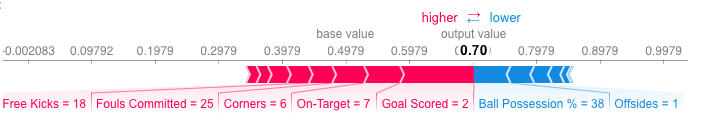 higher ⇄ lower
base value output value
-0.002083 0.09792 0.1979 0.2979 0.3979 0.4979 0.5979 0.70 0.7979 0.8979 0.9979
Free Kicks = 18 Fouls Committed = 25 Corners = 6 On-Target = 7 Goal Scored = 2 Ball Possession % = 38 Offsides = 1